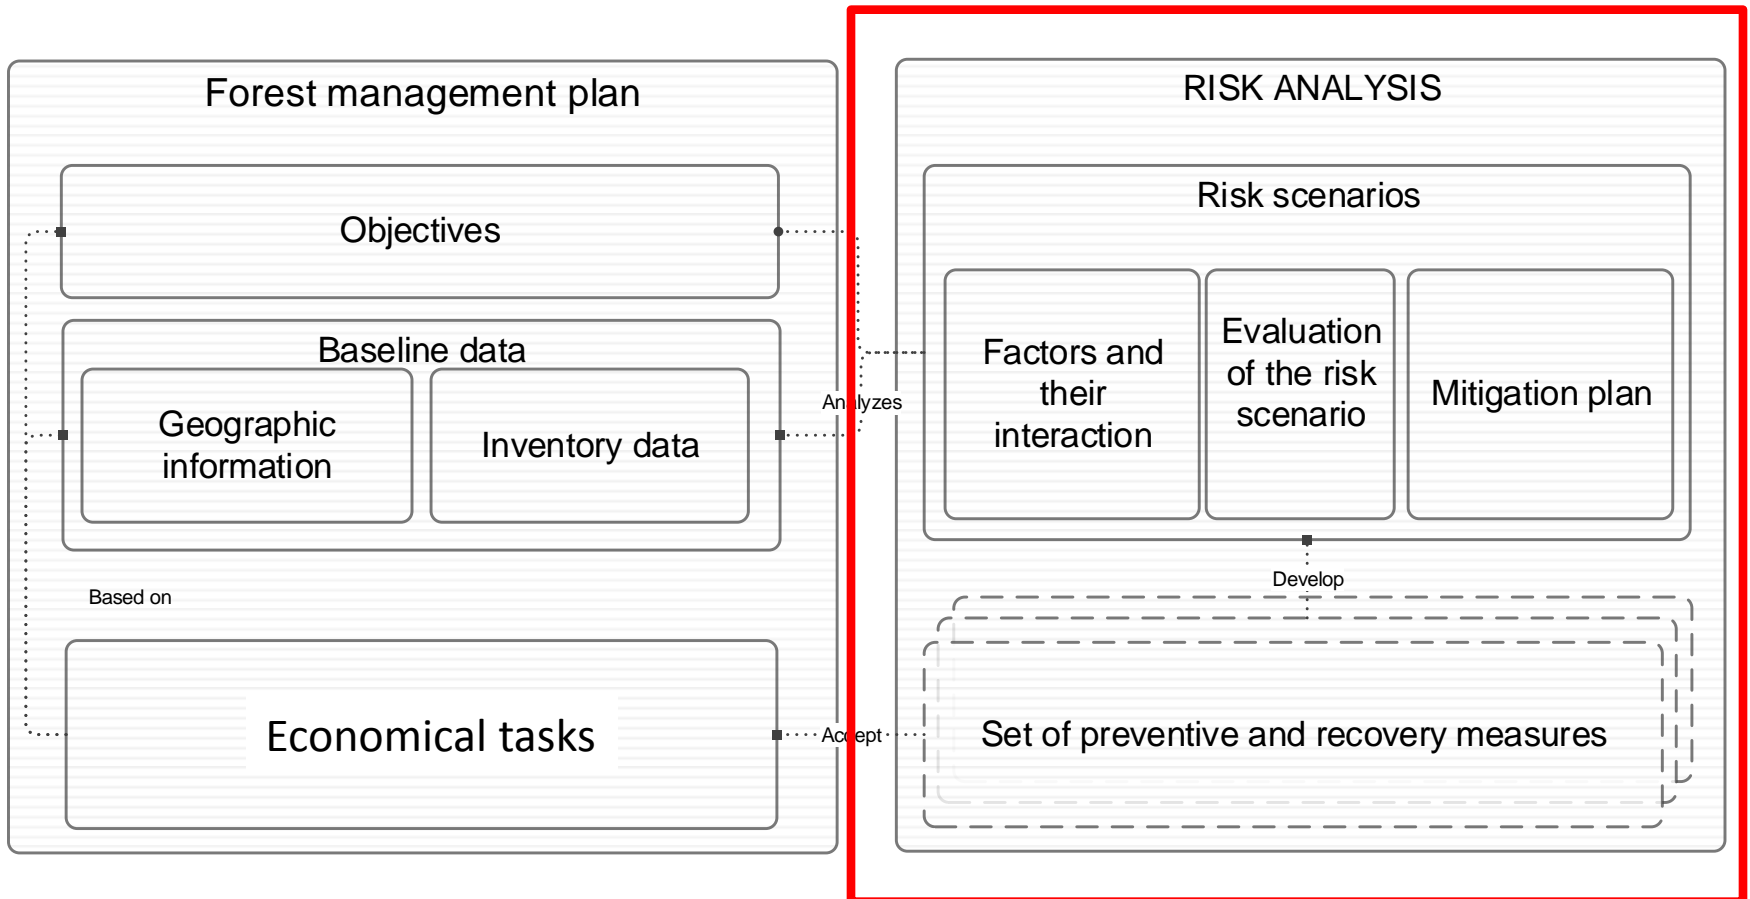 Forest management plan
Objectives
Baseline data
Geographic
information
Inventory data
Based on
Economical tasks
Analyzes
Accept
RISK ANALYSIS
Risk scenarios
Factors and
their
interaction
Evaluation
of the risk
scenario
Mitigation plan
Develop
Set of preventive and recovery measures